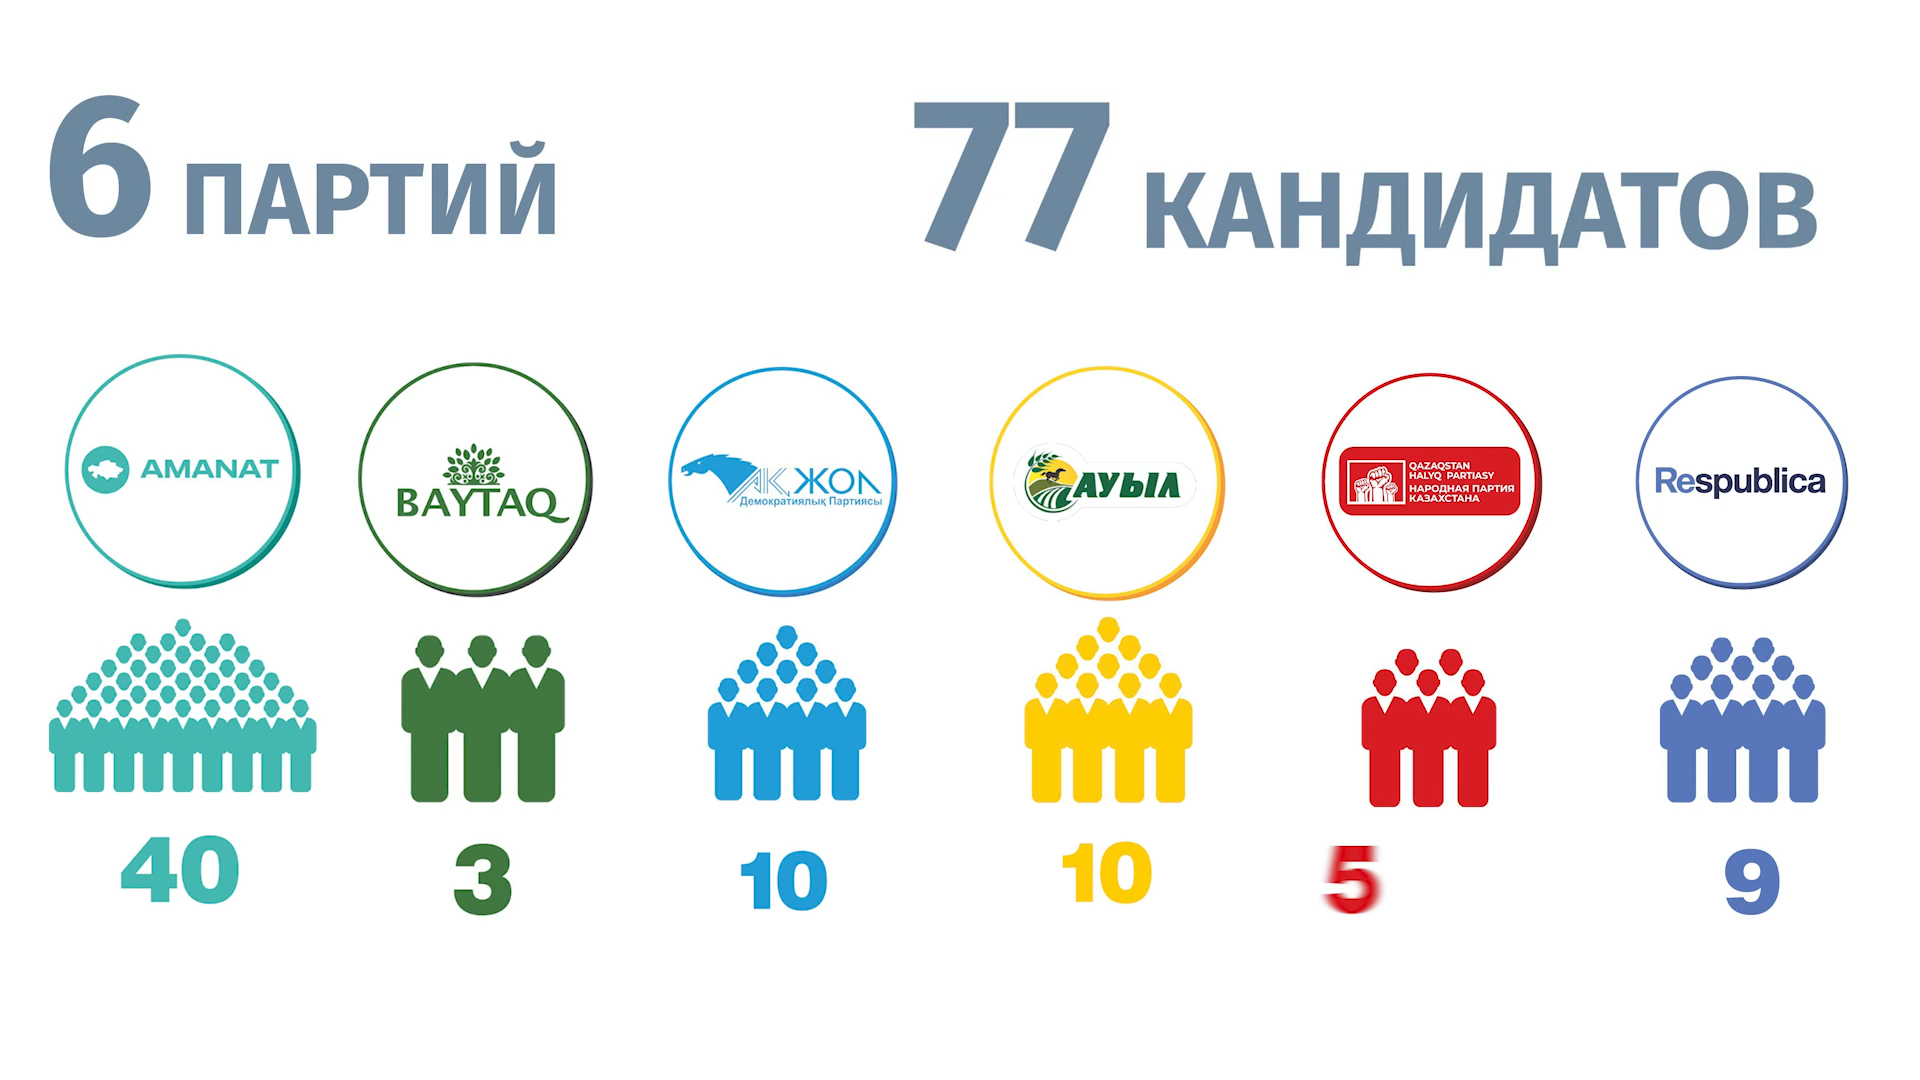 6 ПАРТИЙ
77 КАНДИДАТОВ
AMANAT
BAYTAQ
АҚ ЖОЛ
Демократиялық Партиясы
АУЫЛ
QAZAQSTAN
HALYQ PARTIASY
НАРОДНАЯ ПАРТИЯ
КАЗАХСТАНА
Respublica
40
3
10
10
5
9